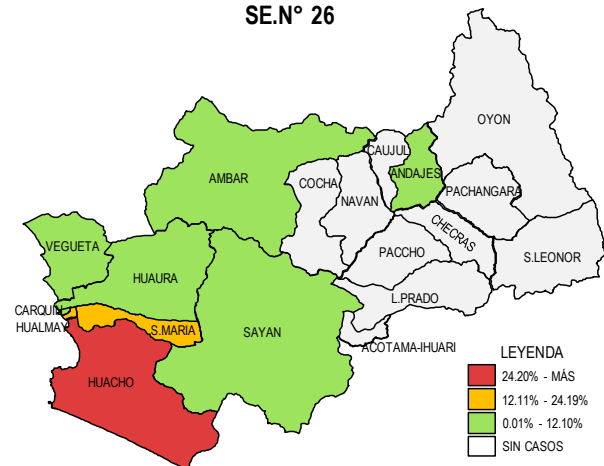 SE.N° 26
OYON
CAUJUL
ANDAJES
AMBAR
COCHA
NAVAN
PACHANGARA
CHECRAS
VEGUETA
HUAURA
PACCHO
S.LEONOR
L.PRADO
CARQUIN
HUALMAY
S.MARIA
SAYAN
ACOTAMA-IHUARI
HUACHO
LEYENDA
24.20% - MÁS
12.11% - 24.19%
0.01% - 12.10%
SIN CASOS